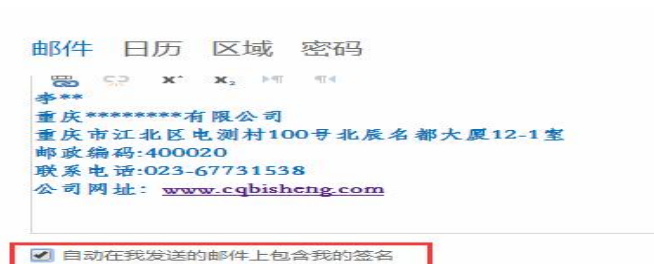 邮件 日历 区域 密码
李**
重庆********有限公司
重庆市江北区电测村100号北辰名都大厦12-1室
邮政编码:400020
联系电话:023-67731538
公司网址: www.cqbisheng.com
自动在我发送的邮件上包含我的签名